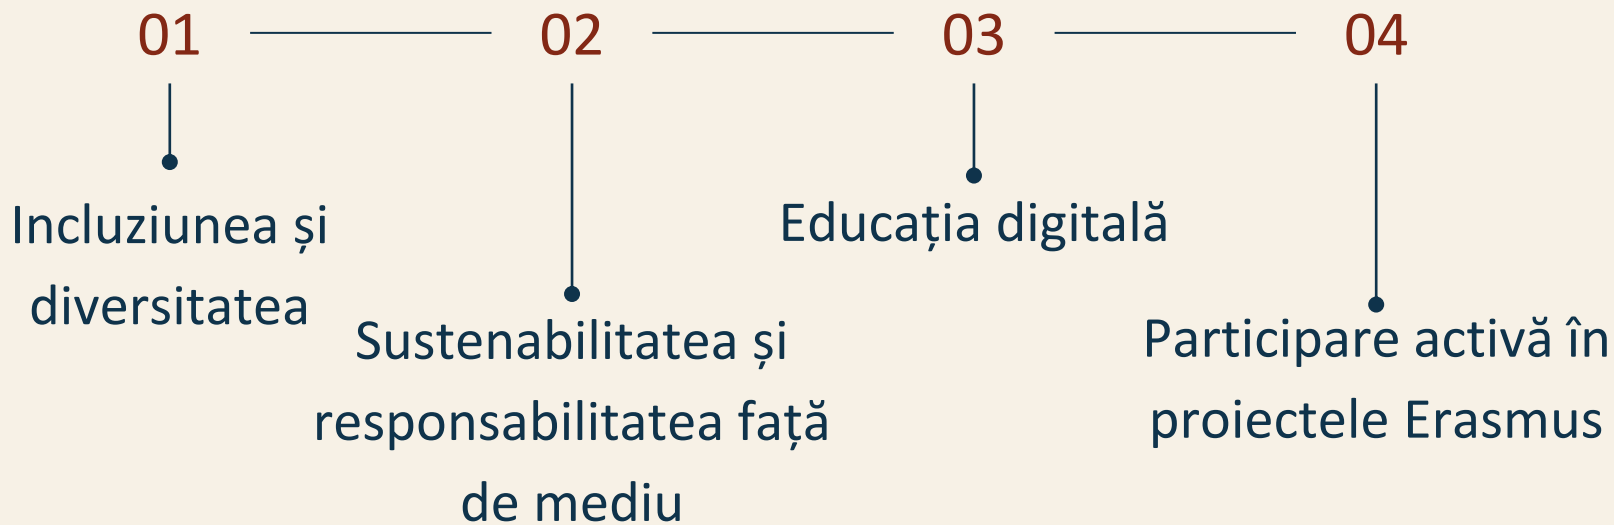 01
02
03
04
Incluziunea și
diversitatea
Sustenabilitatea și
responsabilitatea față
de mediu
Educația digitală
Participare activă în
proiectele Erasmus